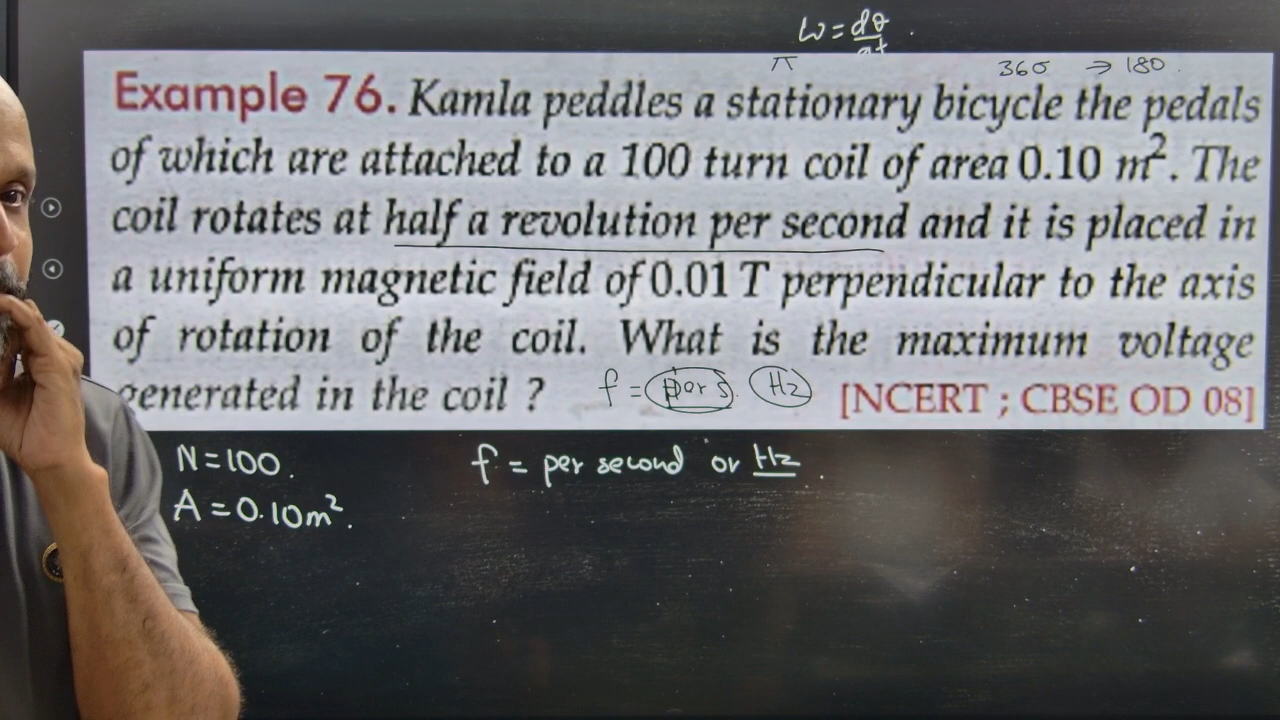 ω = dθ/dt .
π 360 → 180 .
Example 76. Kamla peddles a stationary bicycle the pedals
of which are attached to a 100 turn coil of area 0.10 m². The
coil rotates at half a revolution per second and it is placed in
a uniform magnetic field of 0.01 T perpendicular to the axis
of rotation of the coil. What is the maximum voltage
generated in the coil ? f = per s. Hz [NCERT ; CBSE OD 08]
N = 100. f = per second or Hz .
A = 0.10 m².